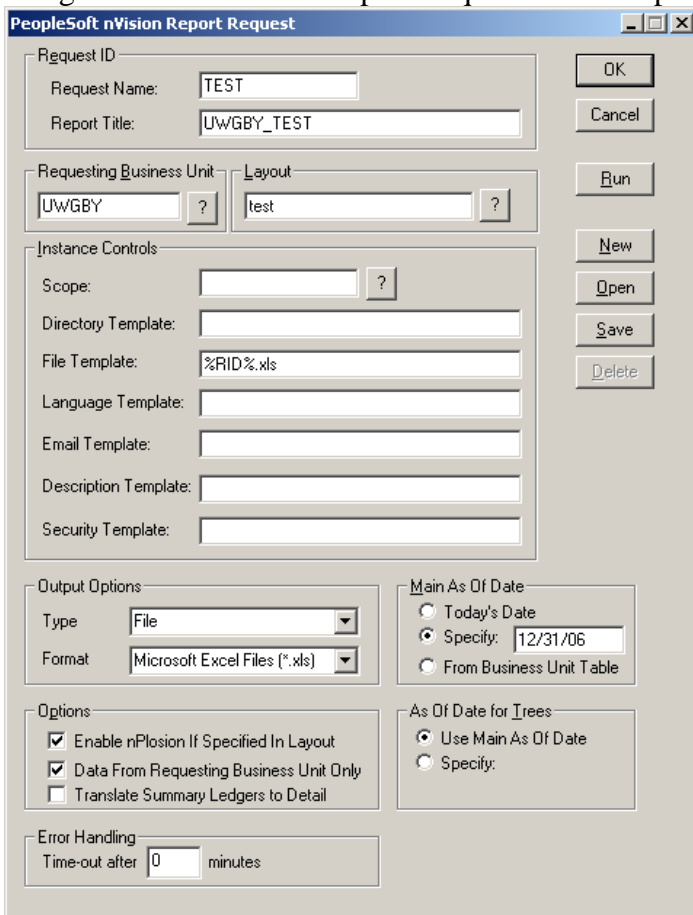 PeopleSoft nVision Report Request
Request ID
Request Name: TEST
Report Title: UWGBY_TEST
OK
Cancel
Requesting Business Unit
UWGBY ?
Layout
test ?
Run
Instance Controls
Scope: ?
Directory Template:
File Template: %RID%.xls
Language Template:
Email Template:
Description Template:
Security Template:
New
Open
Save
Delete
Output Options
Type File
Format Microsoft Excel Files (*.xls)
Main As Of Date
Today's Date
Specify: 12/31/06
From Business Unit Table
Options
Enable nPlosion If Specified In Layout
Data From Requesting Business Unit Only
Translate Summary Ledgers to Detail
As Of Date for Trees
Use Main As Of Date
Specify:
Error Handling
Time-out after 0 minutes